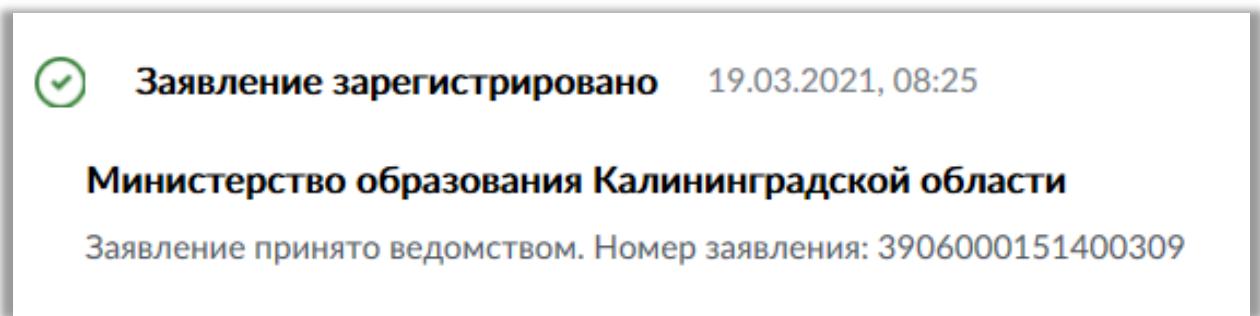 Заявление зарегистрировано 19.03.2021, 08:25
Министерство образования Калининградской области
Заявление принято ведомством. Номер заявления: 3906000151400309